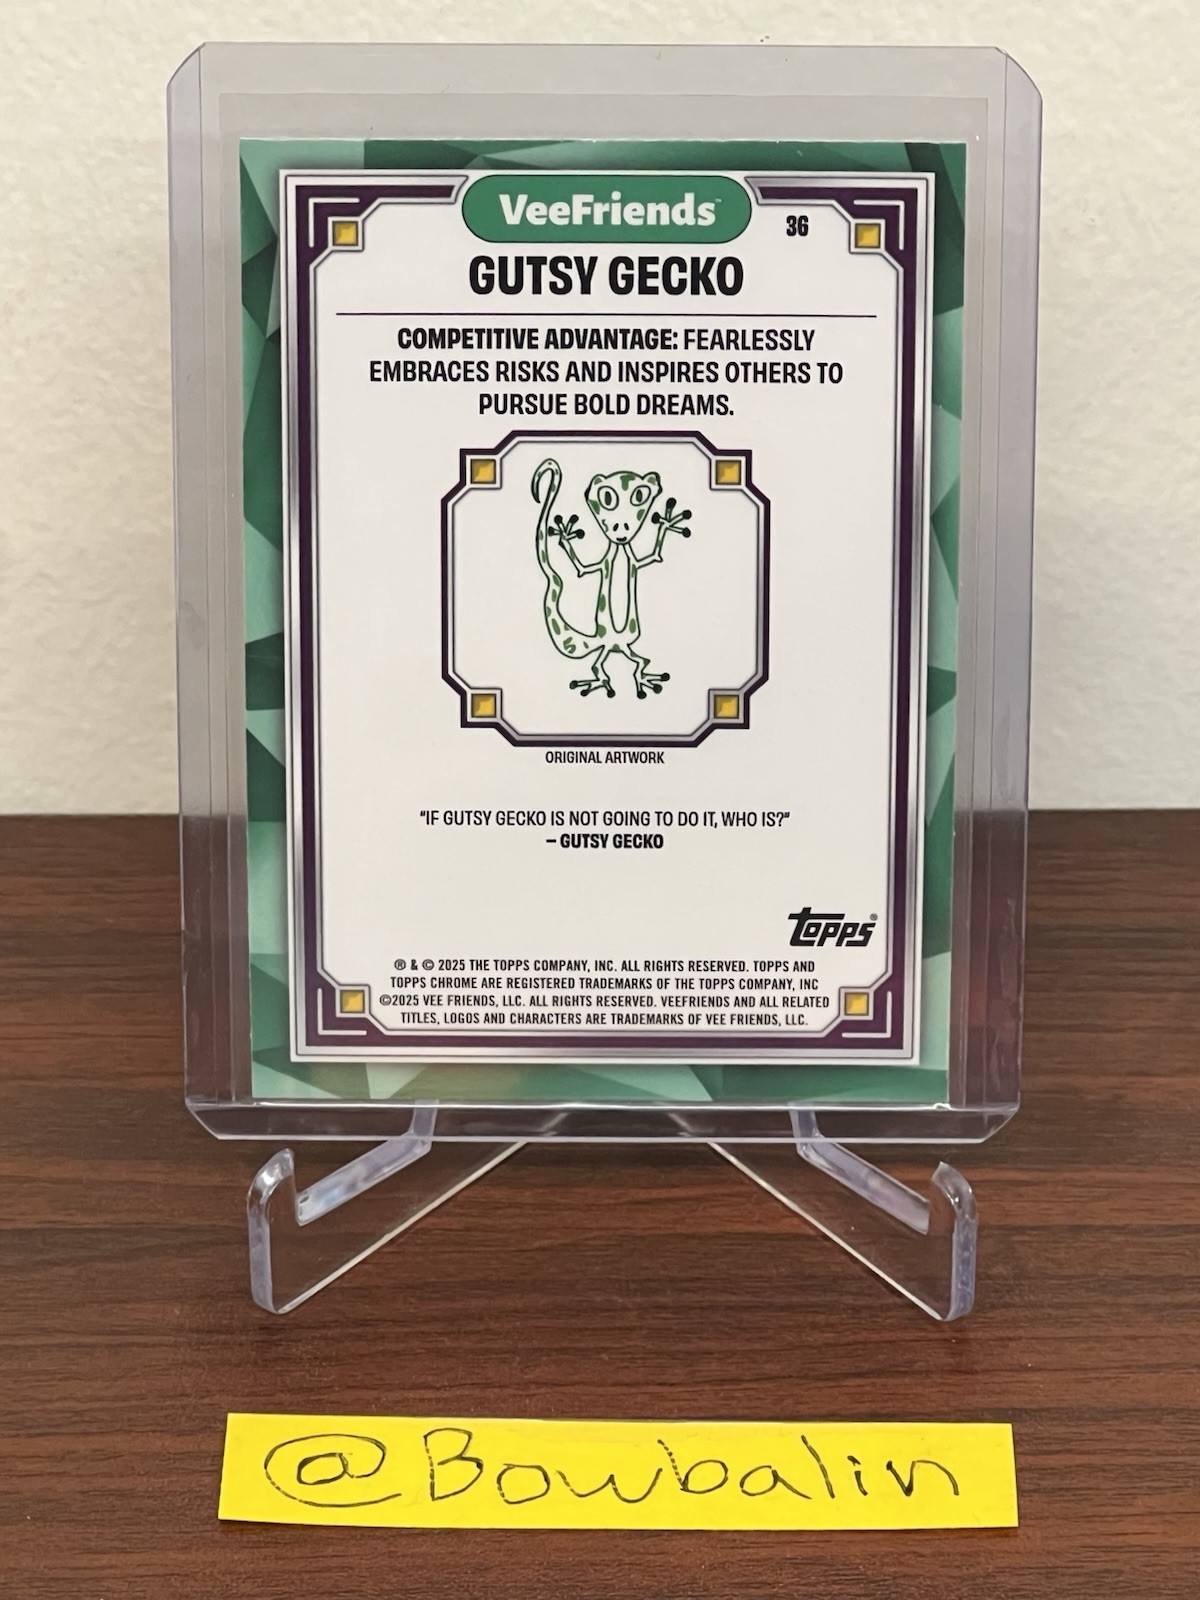 VeeFriends™
36
GUTSY GECKO
COMPETITIVE ADVANTAGE: FEARLESSLY
EMBRACES RISKS AND INSPIRES OTHERS TO
PURSUE BOLD DREAMS.
ORIGINAL ARTWORK
"IF GUTSY GECKO IS NOT GOING TO DO IT, WHO IS?"
– GUTSY GECKO
topps®
® & © 2025 THE TOPPS COMPANY, INC. ALL RIGHTS RESERVED. TOPPS AND
TOPPS CHROME ARE REGISTERED TRADEMARKS OF THE TOPPS COMPANY, INC
©2025 VEE FRIENDS, LLC. ALL RIGHTS RESERVED. VEEFRIENDS AND ALL RELATED
TITLES, LOGOS AND CHARACTERS ARE TRADEMARKS OF VEE FRIENDS, LLC.
@Bowbalin